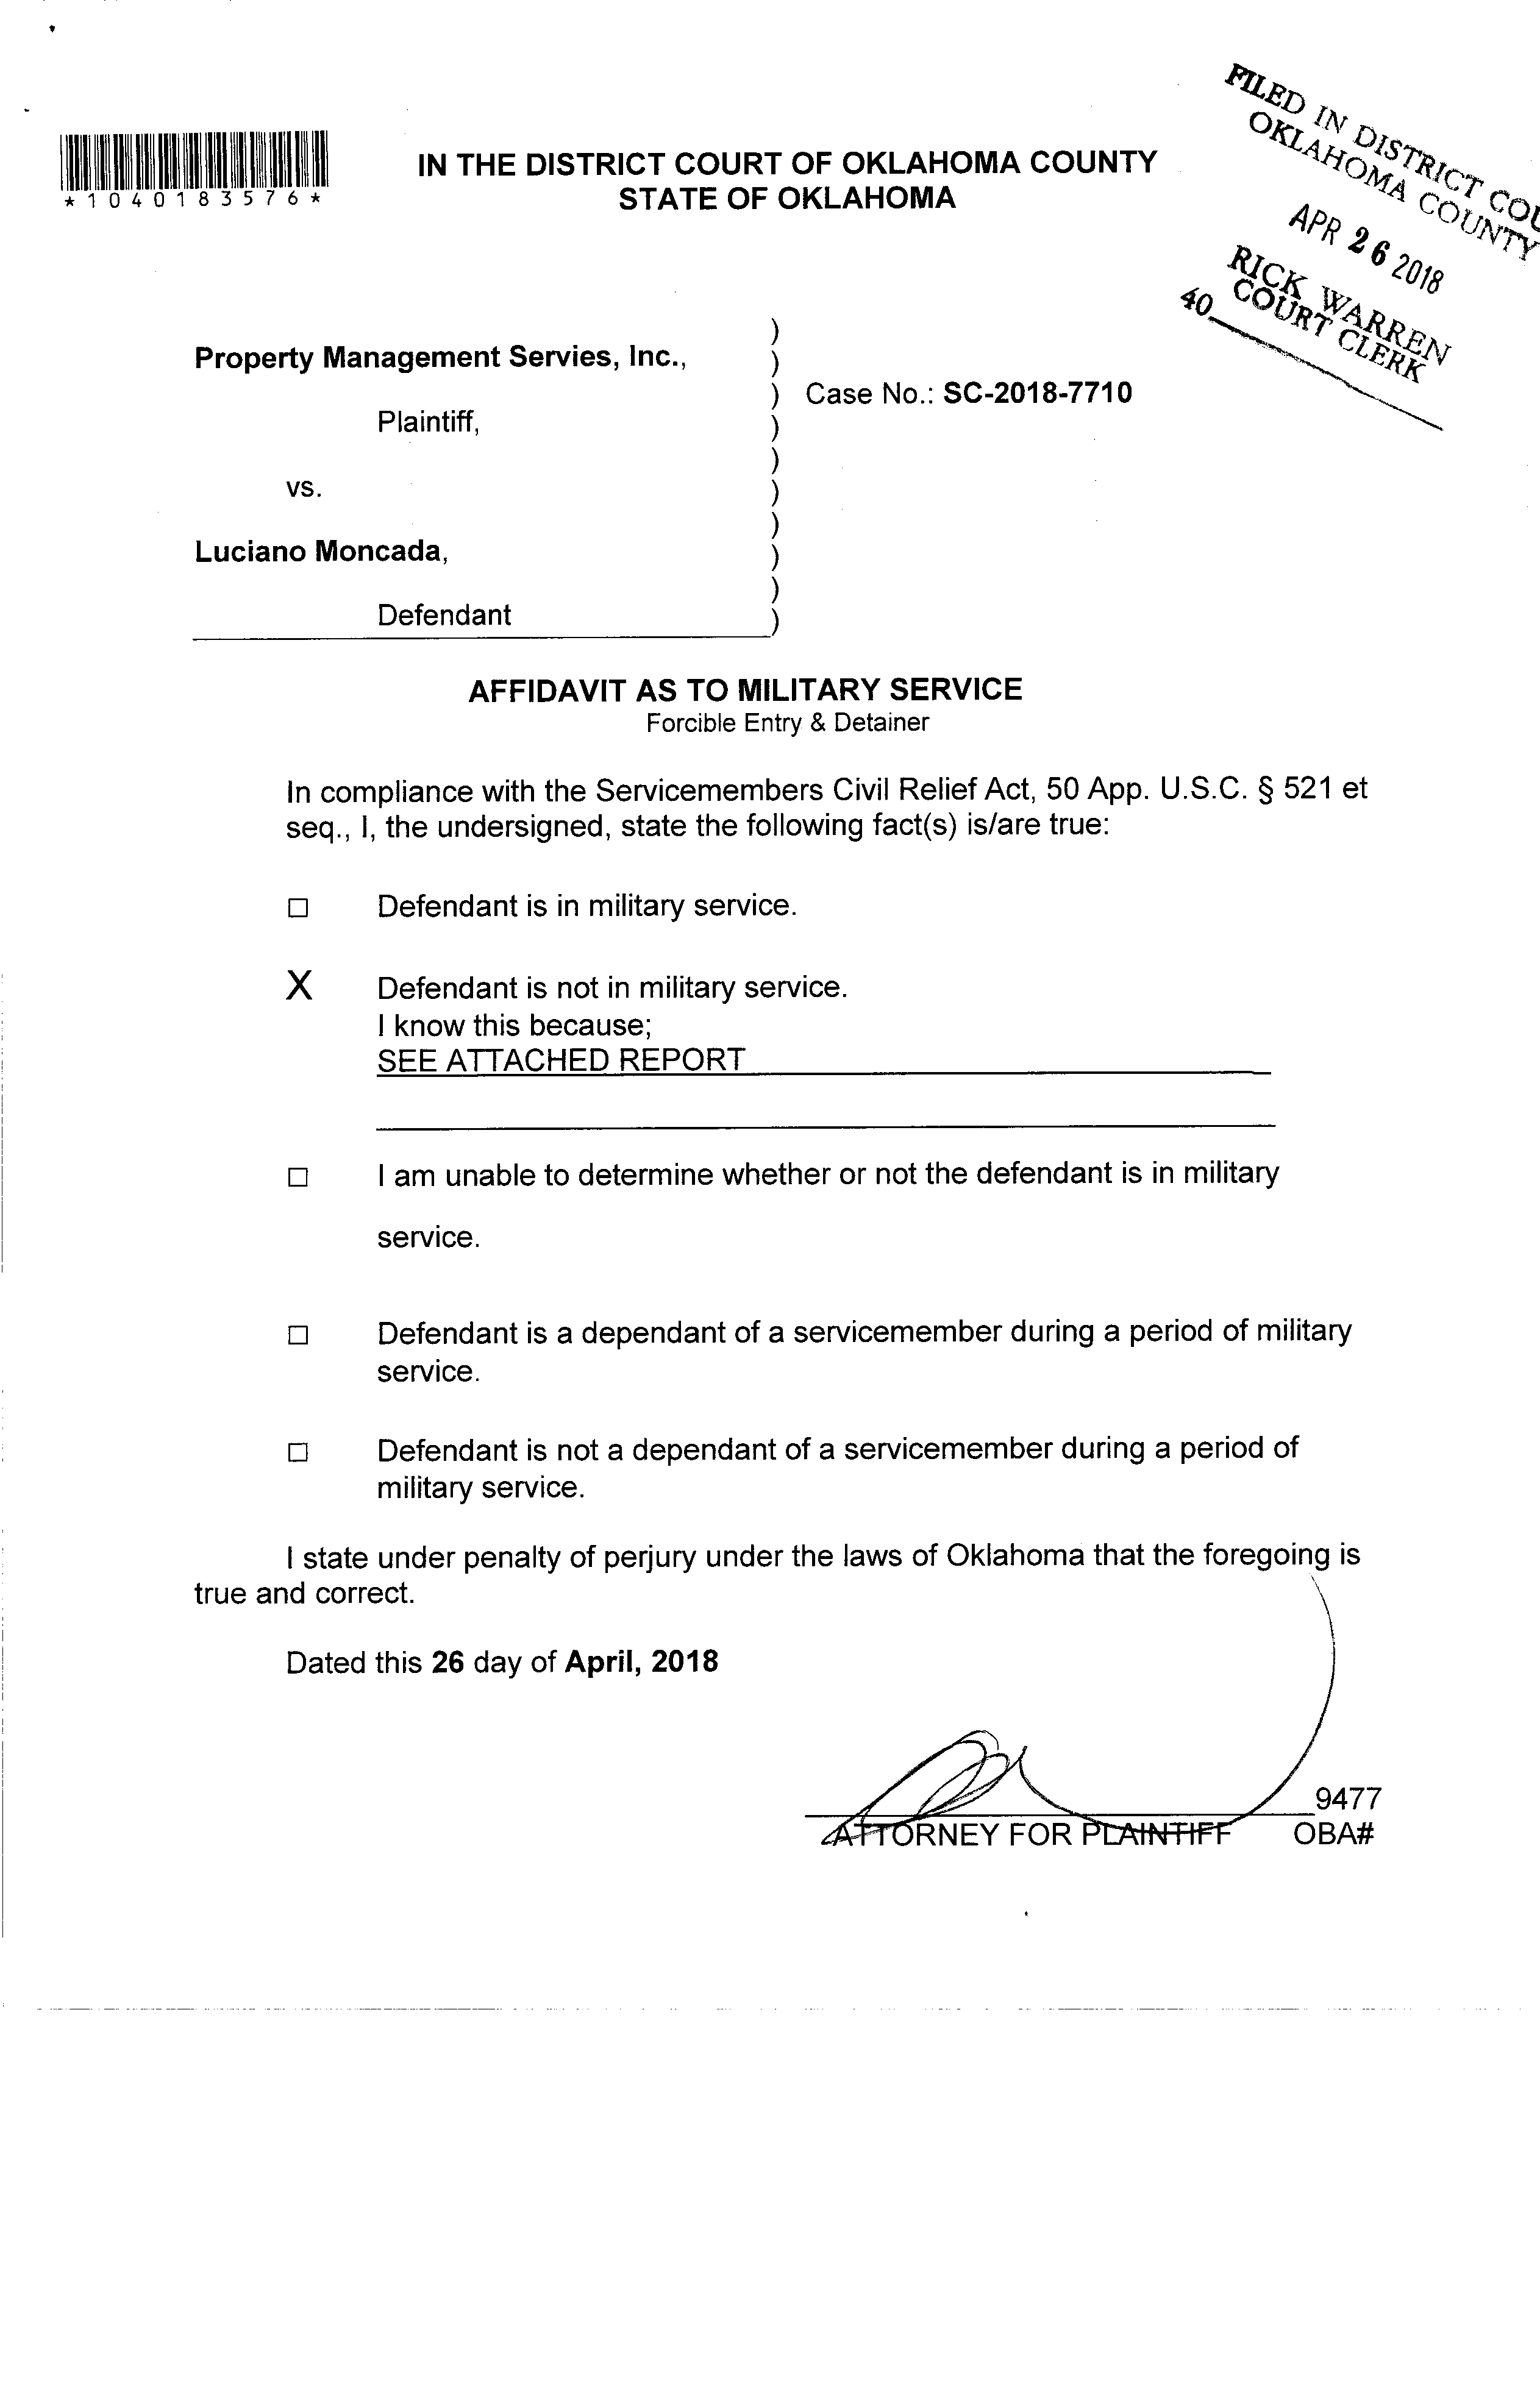 FILED IN DISTRICT COU
OKLAHOMA COUNTY
APR 26 2018
RICK WARREN
COURT CLERK
40
*1040183576*
IN THE DISTRICT COURT OF OKLAHOMA COUNTY
STATE OF OKLAHOMA
Property Management Servies, Inc.,
Plaintiff,
vs.
Luciano Moncada,
Defendant
)
)
)
)
)
)
)
)
)
)
Case No.: SC-2018-7710
AFFIDAVIT AS TO MILITARY SERVICE
Forcible Entry & Detainer
In compliance with the Servicemembers Civil Relief Act, 50 App. U.S.C. § 521 et
seq., I, the undersigned, state the following fact(s) is/are true:
☐ Defendant is in military service.
X Defendant is not in military service.
I know this because;
SEE ATTACHED REPORT
☐ I am unable to determine whether or not the defendant is in military
service.
☐ Defendant is a dependant of a servicemember during a period of military
service.
☐ Defendant is not a dependant of a servicemember during a period of
military service.
I state under penalty of perjury under the laws of Oklahoma that the foregoing is
true and correct.
Dated this 26 day of April, 2018
9477
ATTORNEY FOR PLAINTIFF OBA#